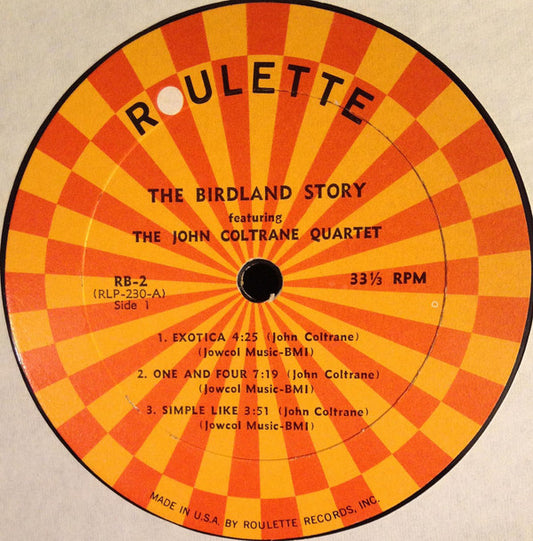 ROULETTE
THE BIRDLAND STORY
featuring
THE JOHN COLTRANE QUARTET
RB-2
(RLP-230-A)
Side 1
33⅓ RPM
1. EXOTICA 4:25 (John Coltrane)
(Jowcol Music-BMI)
2. ONE AND FOUR 7:19 (John Coltrane)
(Jowcol Music-BMI)
3. SIMPLE LIKE 3:51 (John Coltrane)
(Jowcol Music-BMI)
MADE IN U.S.A. BY ROULETTE RECORDS, INC.